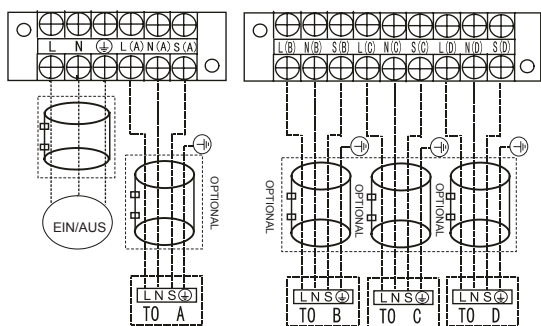 L N ⏚ L(A) N(A) S(A)
L(B) N(B) S(B) L(C) N(C) S(C) L(D) N(D) S(D)
EIN/AUS
OPTIONAL
OPTIONAL
OPTIONAL
OPTIONAL
L N S ⏚
TO A
L N S ⏚
TO B
L N S ⏚
TO C
L N S ⏚
TO D